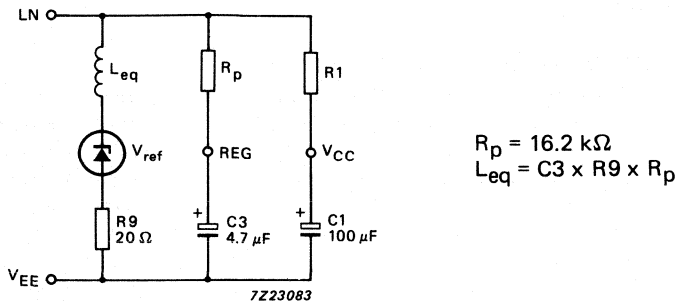 LN
Leq
Rp
R1
Vref
REG
VCC
R9
20 Ω
+
C3
4.7 µF
+
C1
100 µF
VEE
7Z23083
Rp = 16.2 kΩ
Leq = C3 x R9 x Rp